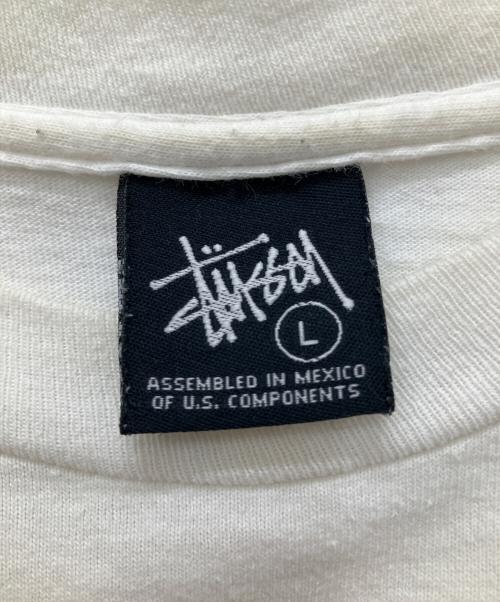 Stüssy
L
ASSEMBLED IN MEXICO
OF U.S. COMPONENTS